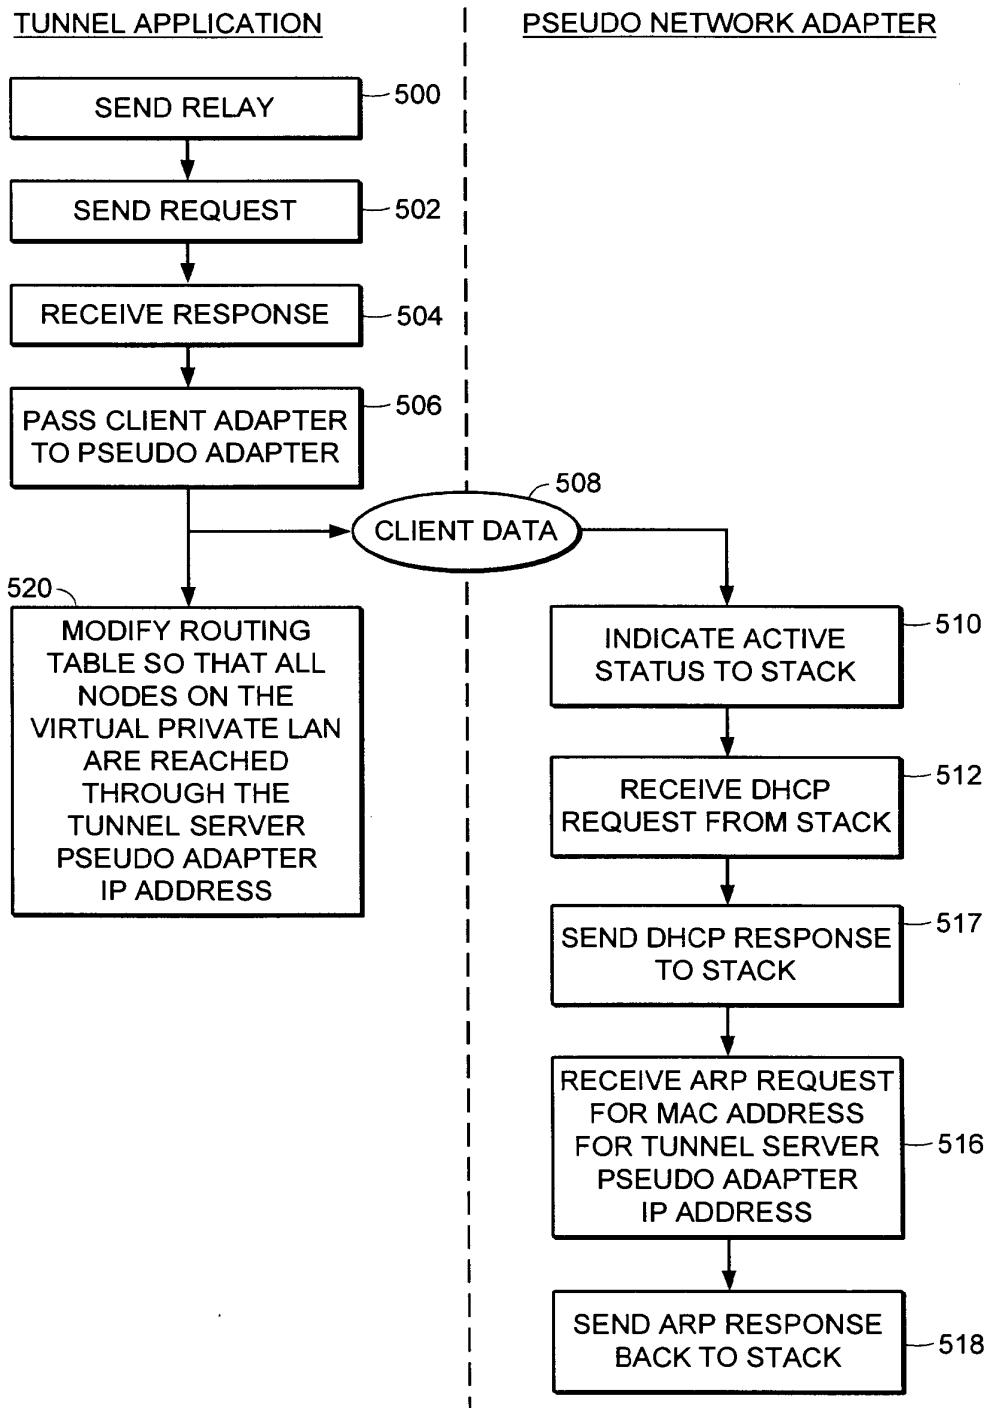 TUNNEL APPLICATION
PSEUDO NETWORK ADAPTER
SEND RELAY
500
SEND REQUEST
502
RECEIVE RESPONSE
504
PASS CLIENT ADAPTER
TO PSEUDO ADAPTER
506
CLIENT DATA
508
520
MODIFY ROUTING
TABLE SO THAT ALL
NODES ON THE
VIRTUAL PRIVATE LAN
ARE REACHED
THROUGH THE
TUNNEL SERVER
PSEUDO ADAPTER
IP ADDRESS
INDICATE ACTIVE
STATUS TO STACK
510
RECEIVE DHCP
REQUEST FROM STACK
512
SEND DHCP RESPONSE
TO STACK
517
RECEIVE ARP REQUEST
FOR MAC ADDRESS
FOR TUNNEL SERVER
PSEUDO ADAPTER
IP ADDRESS
516
SEND ARP RESPONSE
BACK TO STACK
518